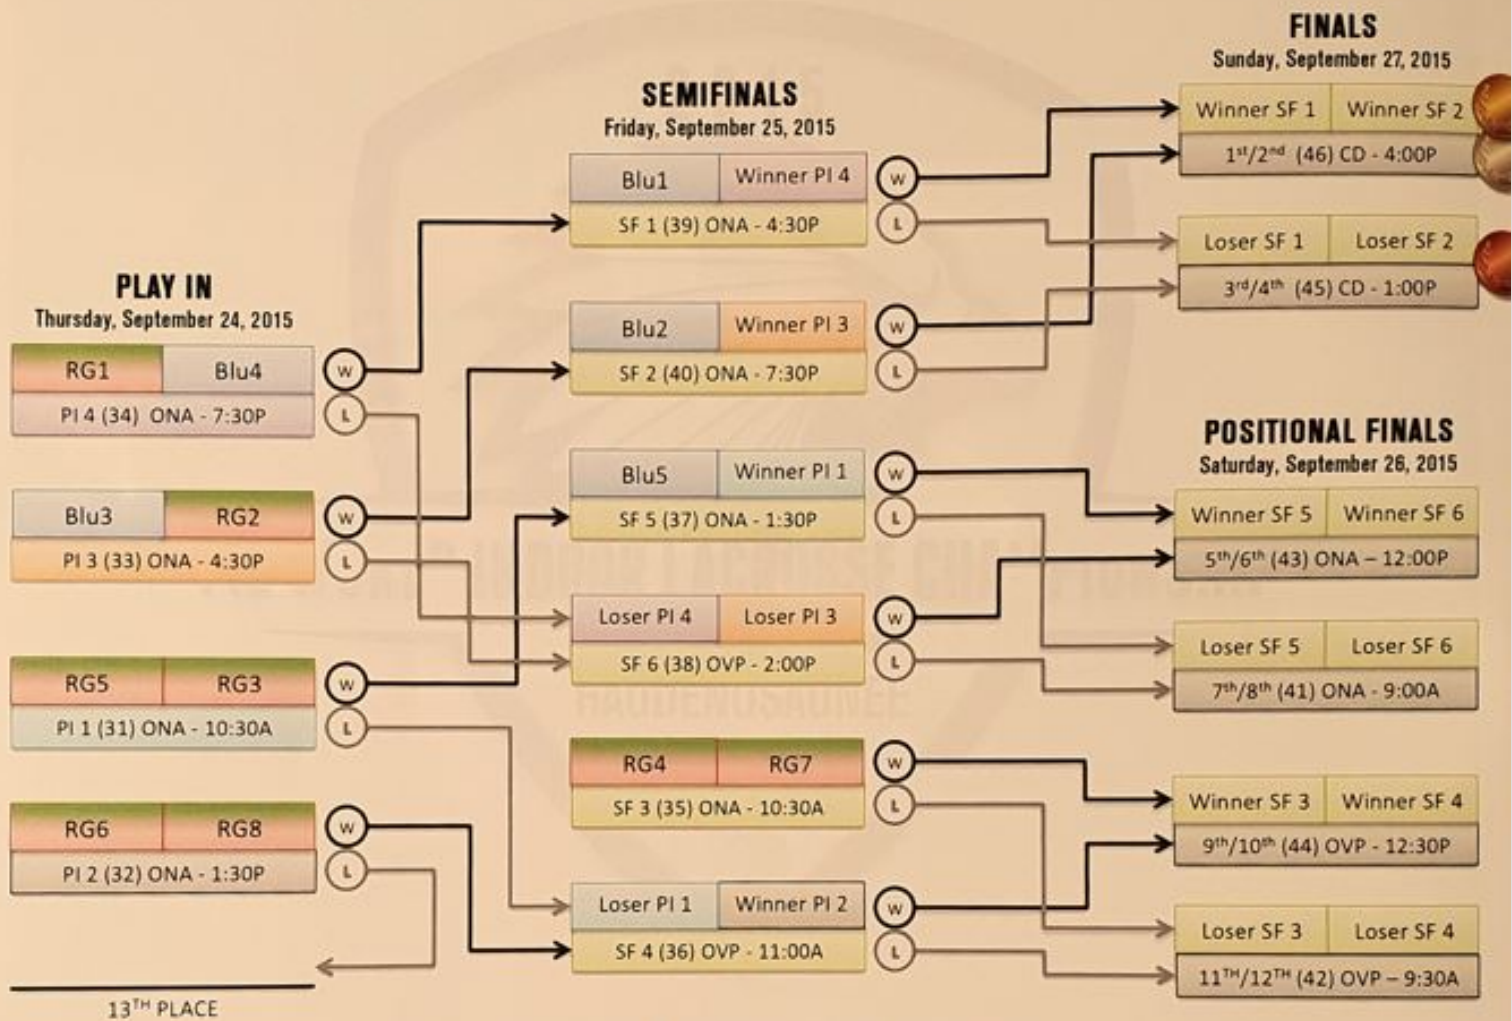 PLAY IN
Thursday, September 24, 2015
RG1 Blu4
PI 4 (34) ONA - 7:30P
W
L
Blu3 RG2
PI 3 (33) ONA - 4:30P
W
L
RG5 RG3
PI 1 (31) ONA - 10:30A
W
L
RG6 RG8
PI 2 (32) ONA - 1:30P
W
L
13TH PLACE
SEMIFINALS
Friday, September 25, 2015
Blu1 Winner PI 4
SF 1 (39) ONA - 4:30P
W
L
Blu2 Winner PI 3
SF 2 (40) ONA - 7:30P
W
L
Blu5 Winner PI 1
SF 5 (37) ONA - 1:30P
W
L
Loser PI 4 Loser PI 3
SF 6 (38) OVP - 2:00P
W
L
HAUDENOSAUNEE
RG4 RG7
SF 3 (35) ONA - 10:30A
W
L
Loser PI 1 Winner PI 2
SF 4 (36) OVP - 11:00A
W
L
FINALS
Sunday, September 27, 2015
Winner SF 1 Winner SF 2
1st/2nd (46) CD - 4:00P
Loser SF 1 Loser SF 2
3rd/4th (45) CD - 1:00P
POSITIONAL FINALS
Saturday, September 26, 2015
Winner SF 5 Winner SF 6
5th/6th (43) ONA – 12:00P
Loser SF 5 Loser SF 6
7th/8th (41) ONA - 9:00A
Winner SF 3 Winner SF 4
9th/10th (44) OVP - 12:30P
Loser SF 3 Loser SF 4
11TH/12TH (42) OVP – 9:30A